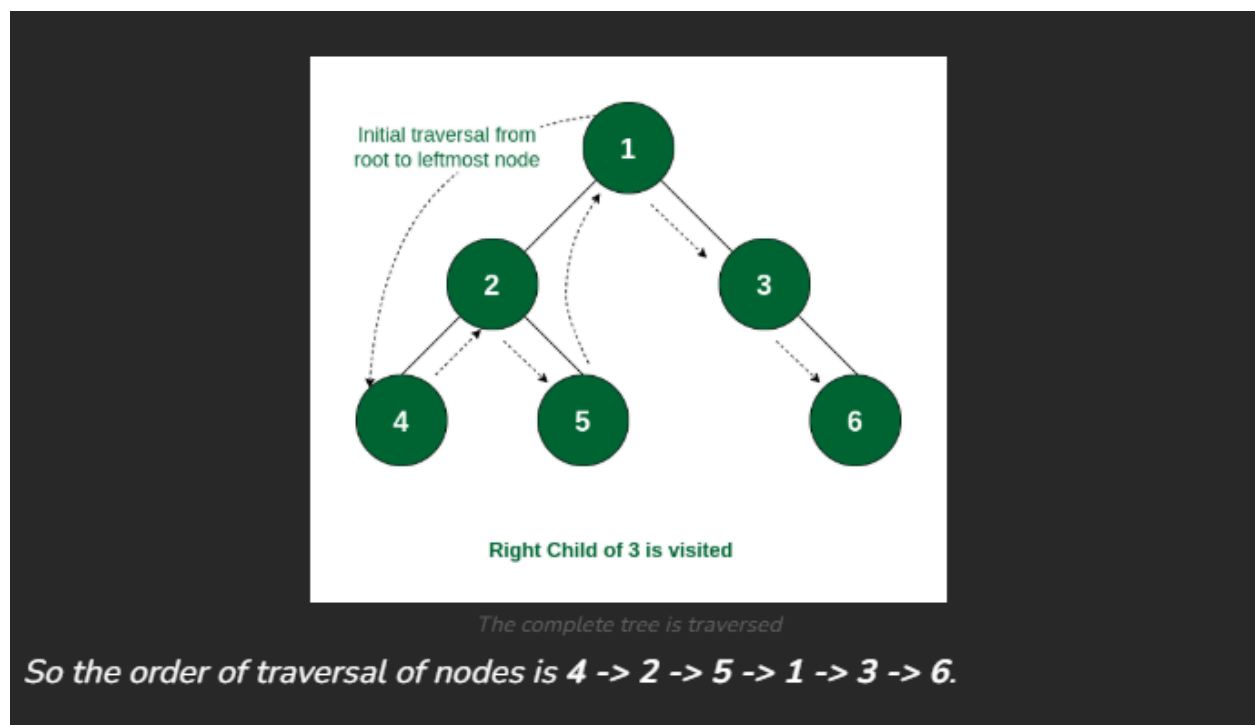 Initial traversal from
root to leftmost node
1
2
3
4
5
6
Right Child of 3 is visited
The complete tree is traversed
So the order of traversal of nodes is 4 -> 2 -> 5 -> 1 -> 3 -> 6.